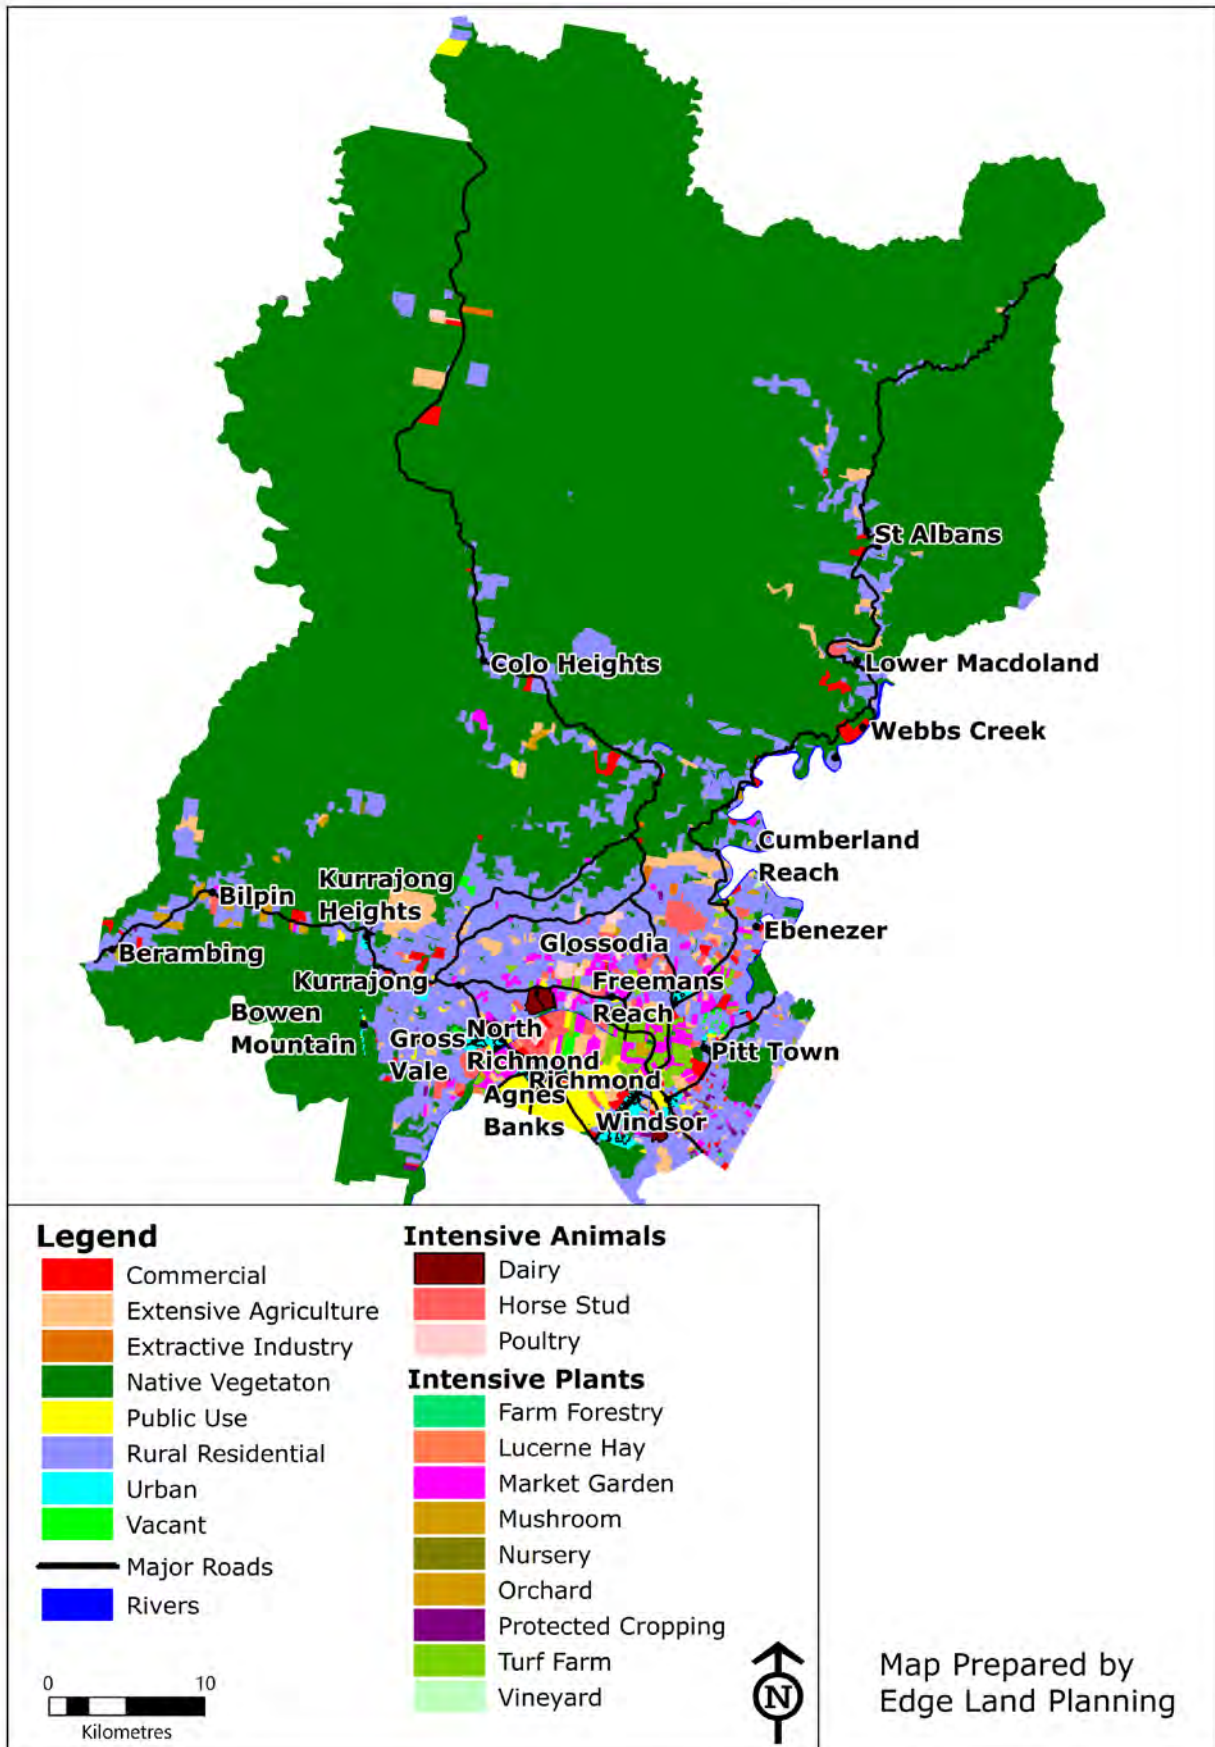 St Albans
Colo Heights
Lower Macdoland
Webbs Creek
Cumberland
Reach
Kurrajong
Heights
Bilpin
Ebenezer
Glossodia
Berambing
Kurrajong
Freemans
Reach
Bowen
Mountain
Gross
Vale
North
Richmond
Pitt Town
Richmond
Agnes
Banks
Windsor
Legend
Commercial
Extensive Agriculture
Extractive Industry
Native Vegetaton
Public Use
Rural Residential
Urban
Vacant
Major Roads
Rivers
0 10
Kilometres
Intensive Animals
Dairy
Horse Stud
Poultry
Intensive Plants
Farm Forestry
Lucerne Hay
Market Garden
Mushroom
Nursery
Orchard
Protected Cropping
Turf Farm
Vineyard
N
Map Prepared by
Edge Land Planning